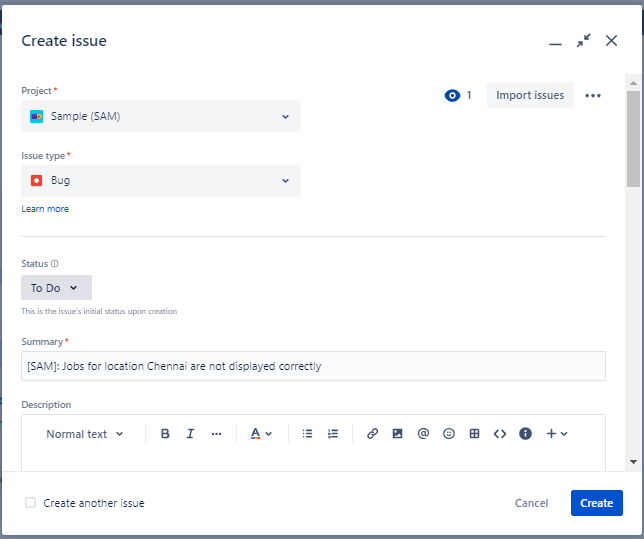 Create issue
Project *
1
Import issues
Sample (SAM)
Issue type *
Bug
Learn more
Status
To Do
This is the issue's initial status upon creation
Summary *
[SAM]: Jobs for location Chennai are not displayed correctly
Description
Normal text B I A @
Create another issue
Cancel
Create